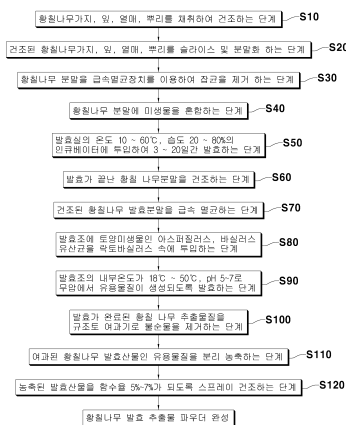 황칠나무가지, 잎, 열매, 뿌리를 채취하여 건조하는 단계 S10
건조된 황칠나무가지, 잎, 열매, 뿌리를 슬라이스 및 분말화 하는 단계 S20
황칠나무 분말을 급속멸균장치를 이용하여 잡균을 제거 하는 단계 S30
황칠나무 분말에 미생물을 혼합하는 단계 S40
발효실의 온도 10 ~ 60℃, 습도 20 ~ 80%의
인큐베이터에 투입하여 3 ~ 20일간 발효하는 단계 S50
발효가 끝난 황칠 나무분말을 건조하는 단계 S60
건조된 황칠나무 발효분말을 급속 멸균하는 단계 S70
발효조에 토양미생물인 아스퍼질러스, 바실러스
유산균을 락토바실러스 속에 투입하는 단계 S80
발효조의 내부온도가 18℃ ~ 50℃, pH 5-7로
무압에서 유용물질이 생성되도록 발효하는 단계 S90
발효가 완료된 황칠 나무 추출물질을
규조토 여과기로 불순물을 제거하는 단계 S100
여과된 황칠나무 발효산물인 유용물질을 분리 농축하는 단계 S110
농축된 발효산물을 함수율 5%~7%가 되도록 스프레이 건조하는 단계 S120
황칠나무 발효 추출물 파우더 완성